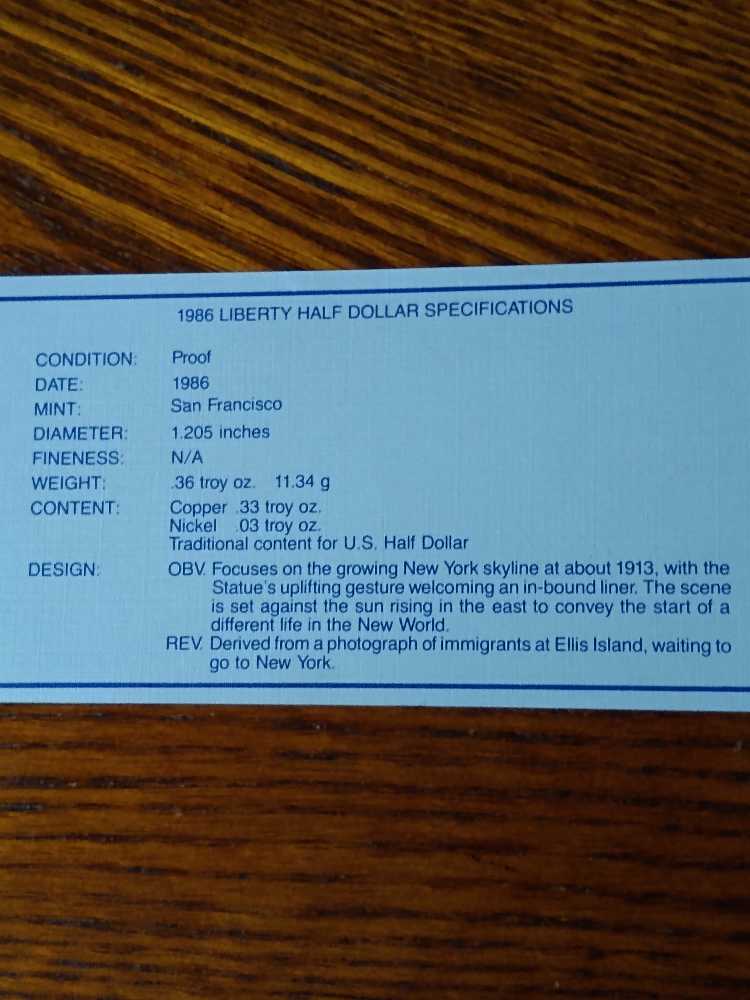 1986 LIBERTY HALF DOLLAR SPECIFICATIONS
CONDITION: Proof
DATE: 1986
MINT: San Francisco
DIAMETER: 1.205 inches
FINENESS: N/A
WEIGHT: .36 troy oz. 11.34 g
CONTENT: Copper .33 troy oz.
Nickel .03 troy oz.
Traditional content for U.S. Half Dollar
DESIGN: OBV. Focuses on the growing New York skyline at about 1913, with the
Statue's uplifting gesture welcoming an in-bound liner. The scene
is set against the sun rising in the east to convey the start of a
different life in the New World.
REV. Derived from a photograph of immigrants at Ellis Island, waiting to
go to New York.